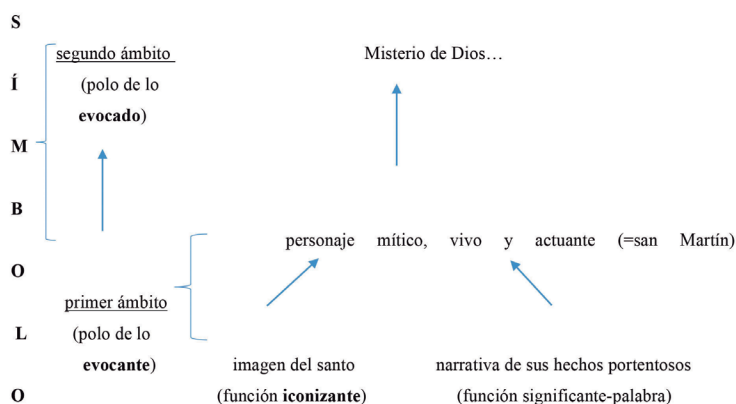 S
Í
M
B
O
L
O
segundo ámbito
(polo de lo
evocado)
Misterio de Dios…
personaje mítico, vivo y actuante (=san Martín)
primer ámbito
(polo de lo
evocante)
imagen del santo
(función iconizante)
narrativa de sus hechos portentosos
(función significante-palabra)